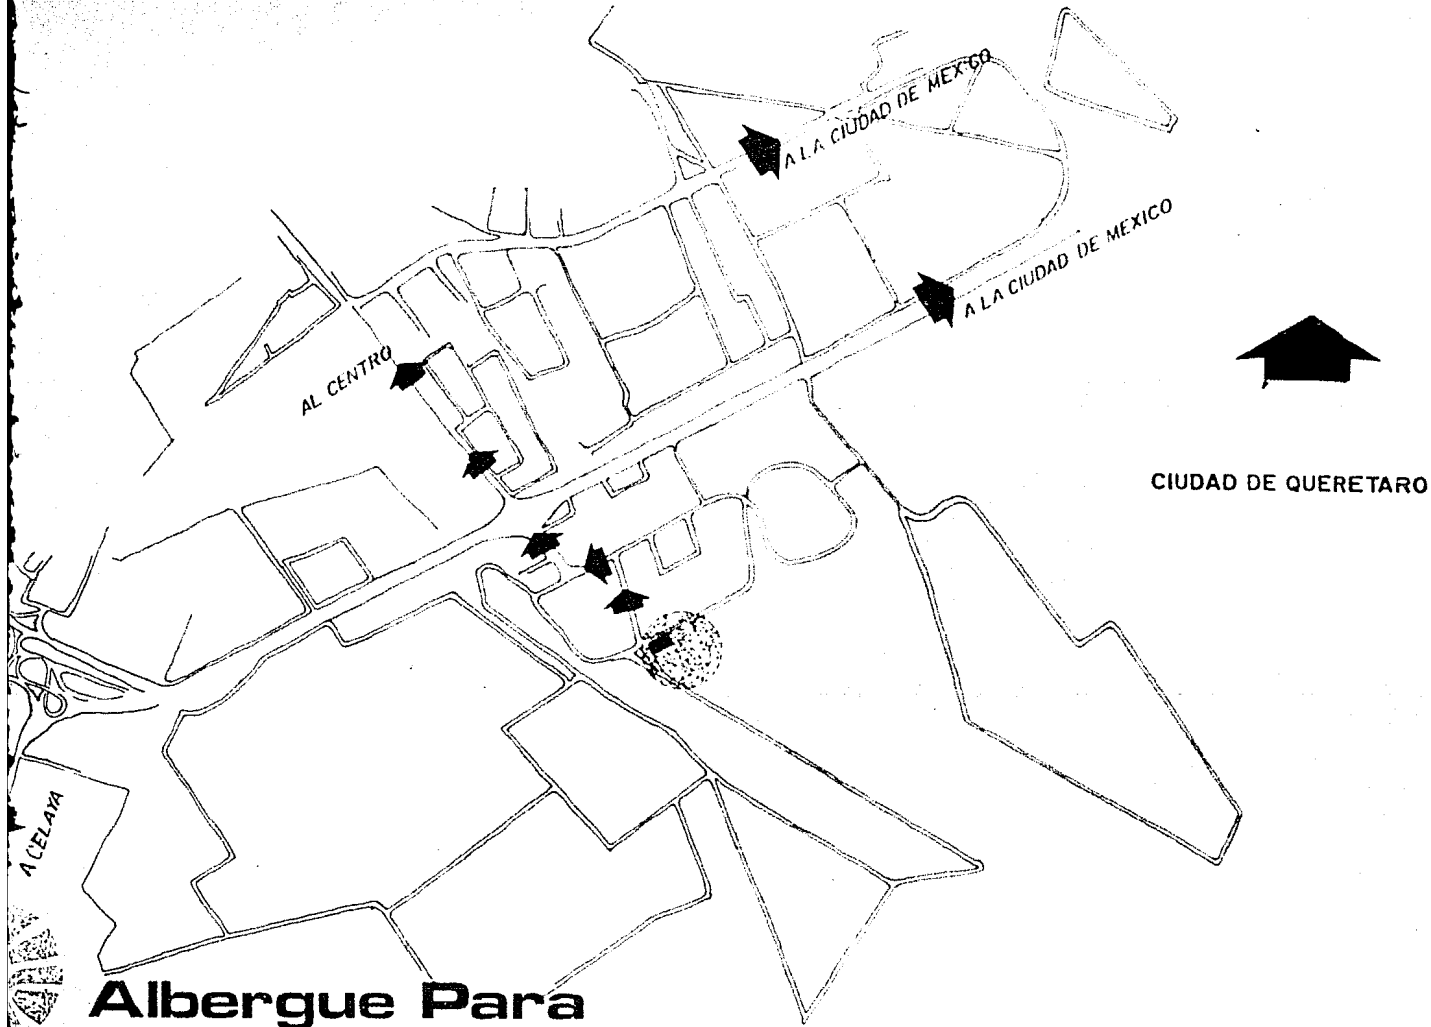 A LA CIUDAD DE MEXICO
A LA CIUDAD DE MEXICO
AL CENTRO
CIUDAD DE QUERETARO
A CELAYA
Albergue Para